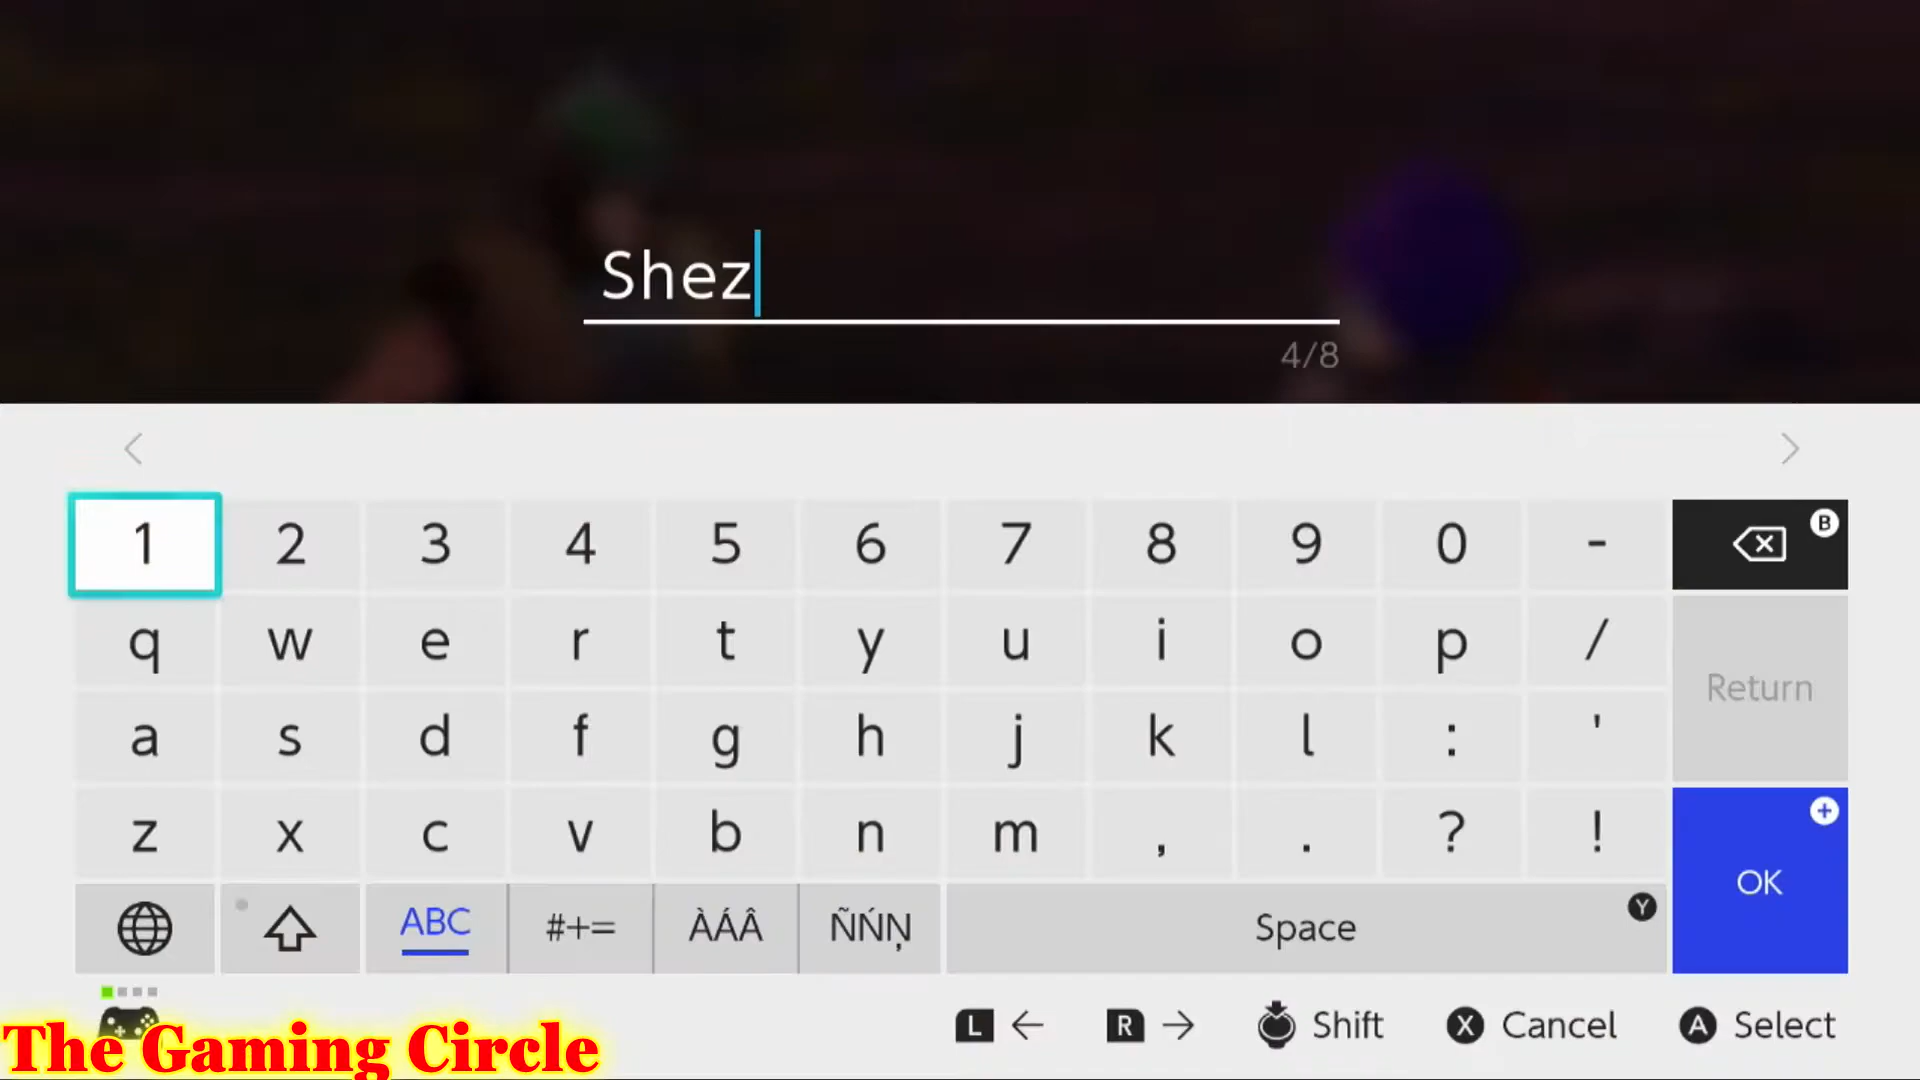 Shez
4/8
1 2 3 4 5 6 7 8 9 0 - B
q w e r t y u i o p / Return
a s d f g h j k l : '
z x c v b n m , . ? ! + OK
ABC #+= ÀÁÂ ÑŃŅ Space Y
L ← R → Shift X Cancel A Select
The Gaming Circle